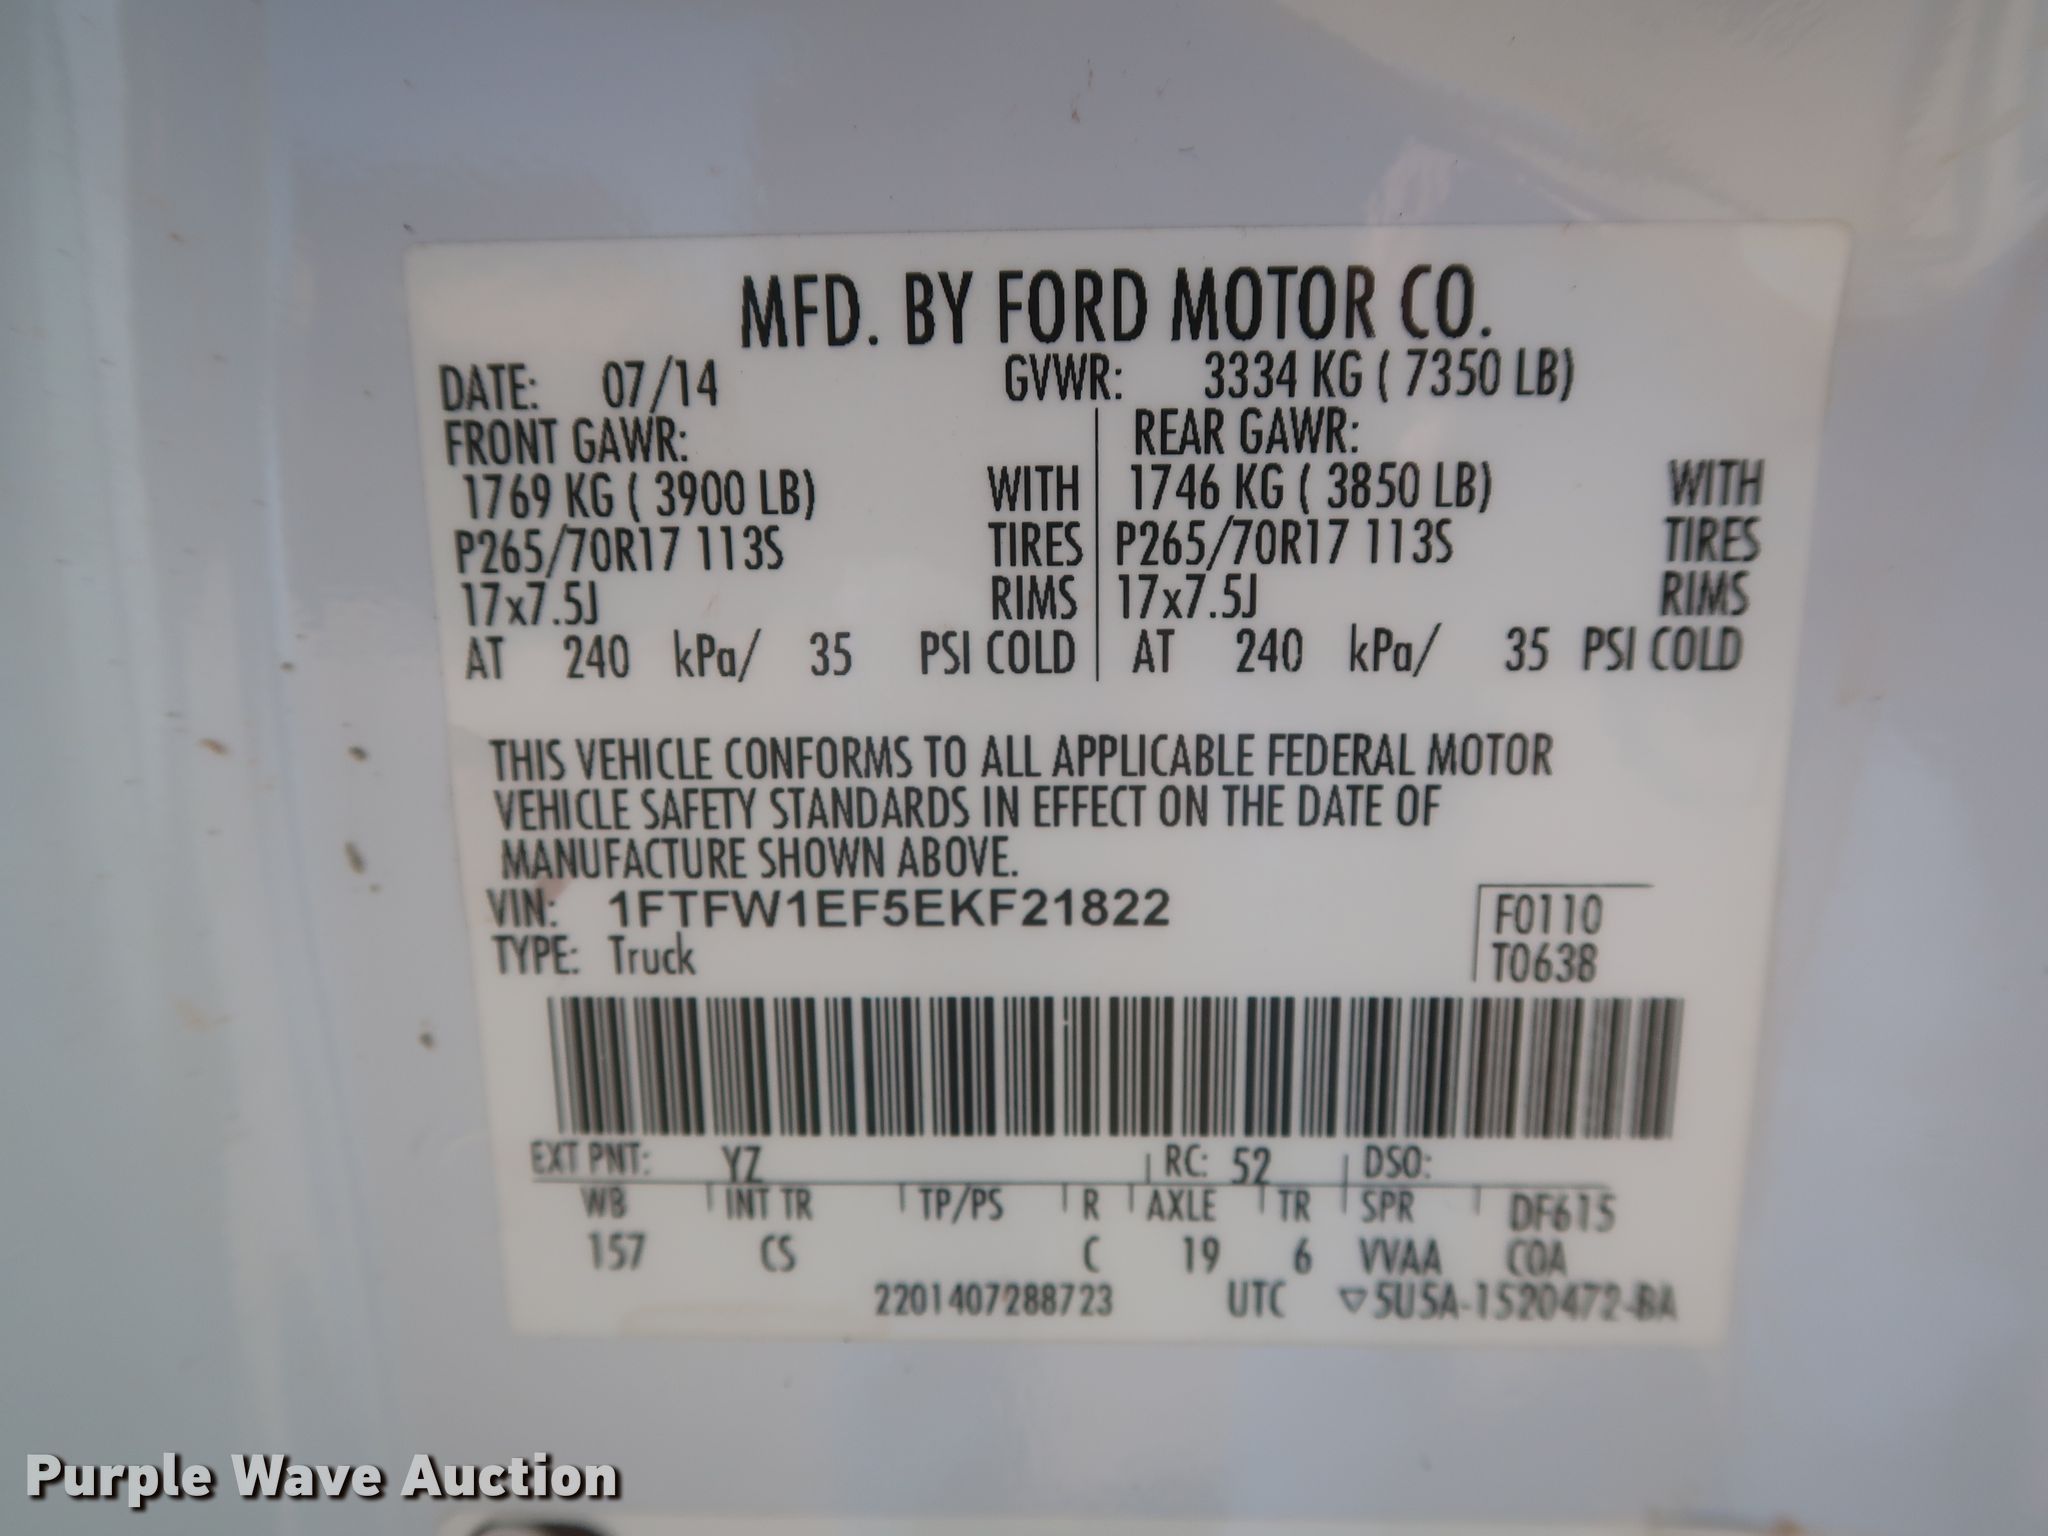 MFD. BY FORD MOTOR CO.
DATE: 07/14 GVWR: 3334 KG ( 7350 LB)
FRONT GAWR: REAR GAWR:
1769 KG ( 3900 LB) WITH 1746 KG ( 3850 LB) WITH
P265/70R17 113S TIRES P265/70R17 113S TIRES
17x7.5J RIMS 17x7.5J RIMS
AT 240 kPa/ 35 PSI COLD AT 240 kPa/ 35 PSI COLD
THIS VEHICLE CONFORMS TO ALL APPLICABLE FEDERAL MOTOR
VEHICLE SAFETY STANDARDS IN EFFECT ON THE DATE OF
MANUFACTURE SHOWN ABOVE.
VIN: 1FTFW1EF5EKF21822 F0110
TYPE: Truck T0638
EXT PNT: YZ RC: 52 DSO:
WB INT TR TP/PS R AXLE TR SPR DF615
157 CS C 19 6 VVAA COA
2201407288723 UTC ▽5U5A-1520472-BA
Purple Wave Auction